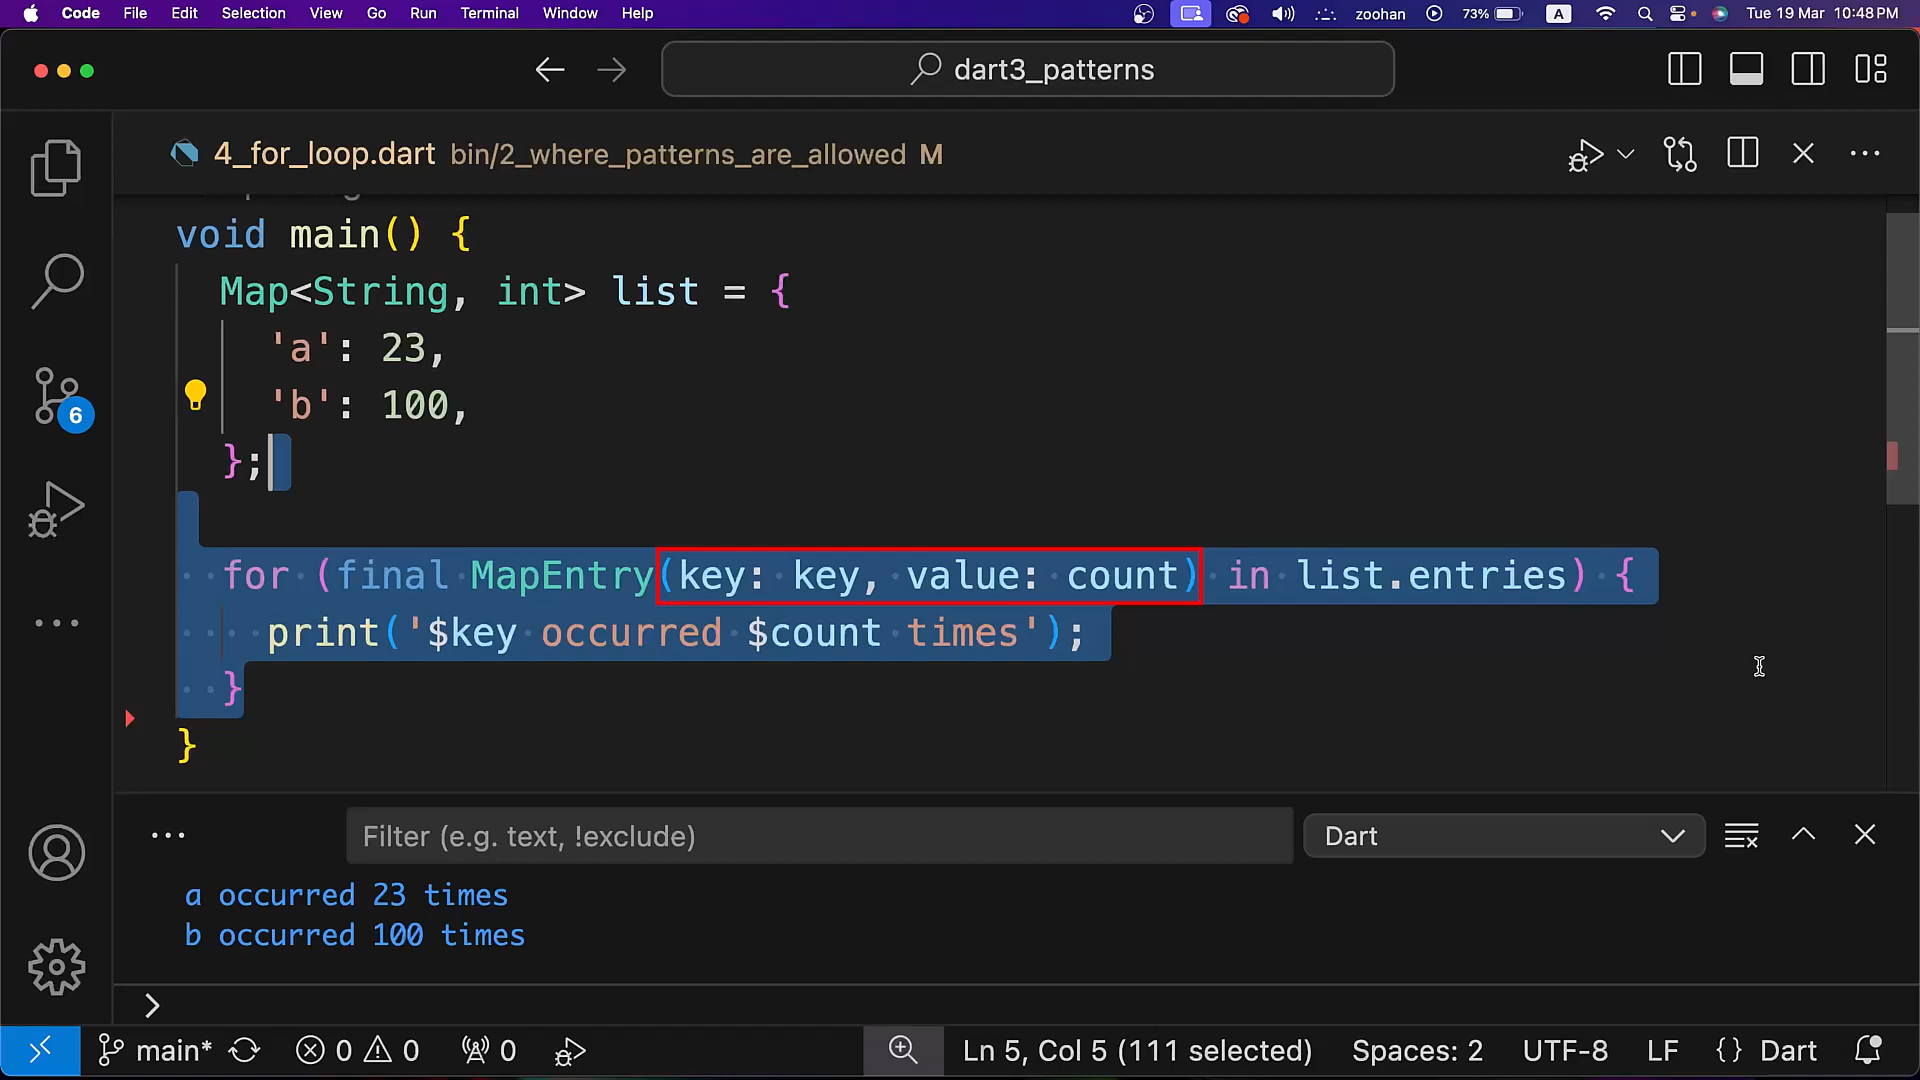 Code File Edit Selection View Go Run Terminal Window Help zoohan 73% A Tue 19 Mar 10:48 PM
dart3_patterns
4_for_loop.dart bin/2_where_patterns_are_allowed M
void main() {
Map<String, int> list = {
'a': 23,
'b': 100,
};
for (final MapEntry(key: key, value: count) in list.entries) {
print('$key occurred $count times');
}
}
6
Filter (e.g. text, !exclude) Dart
a occurred 23 times
b occurred 100 times
main* 0 0 0 Ln 5, Col 5 (111 selected) Spaces: 2 UTF-8 LF {} Dart